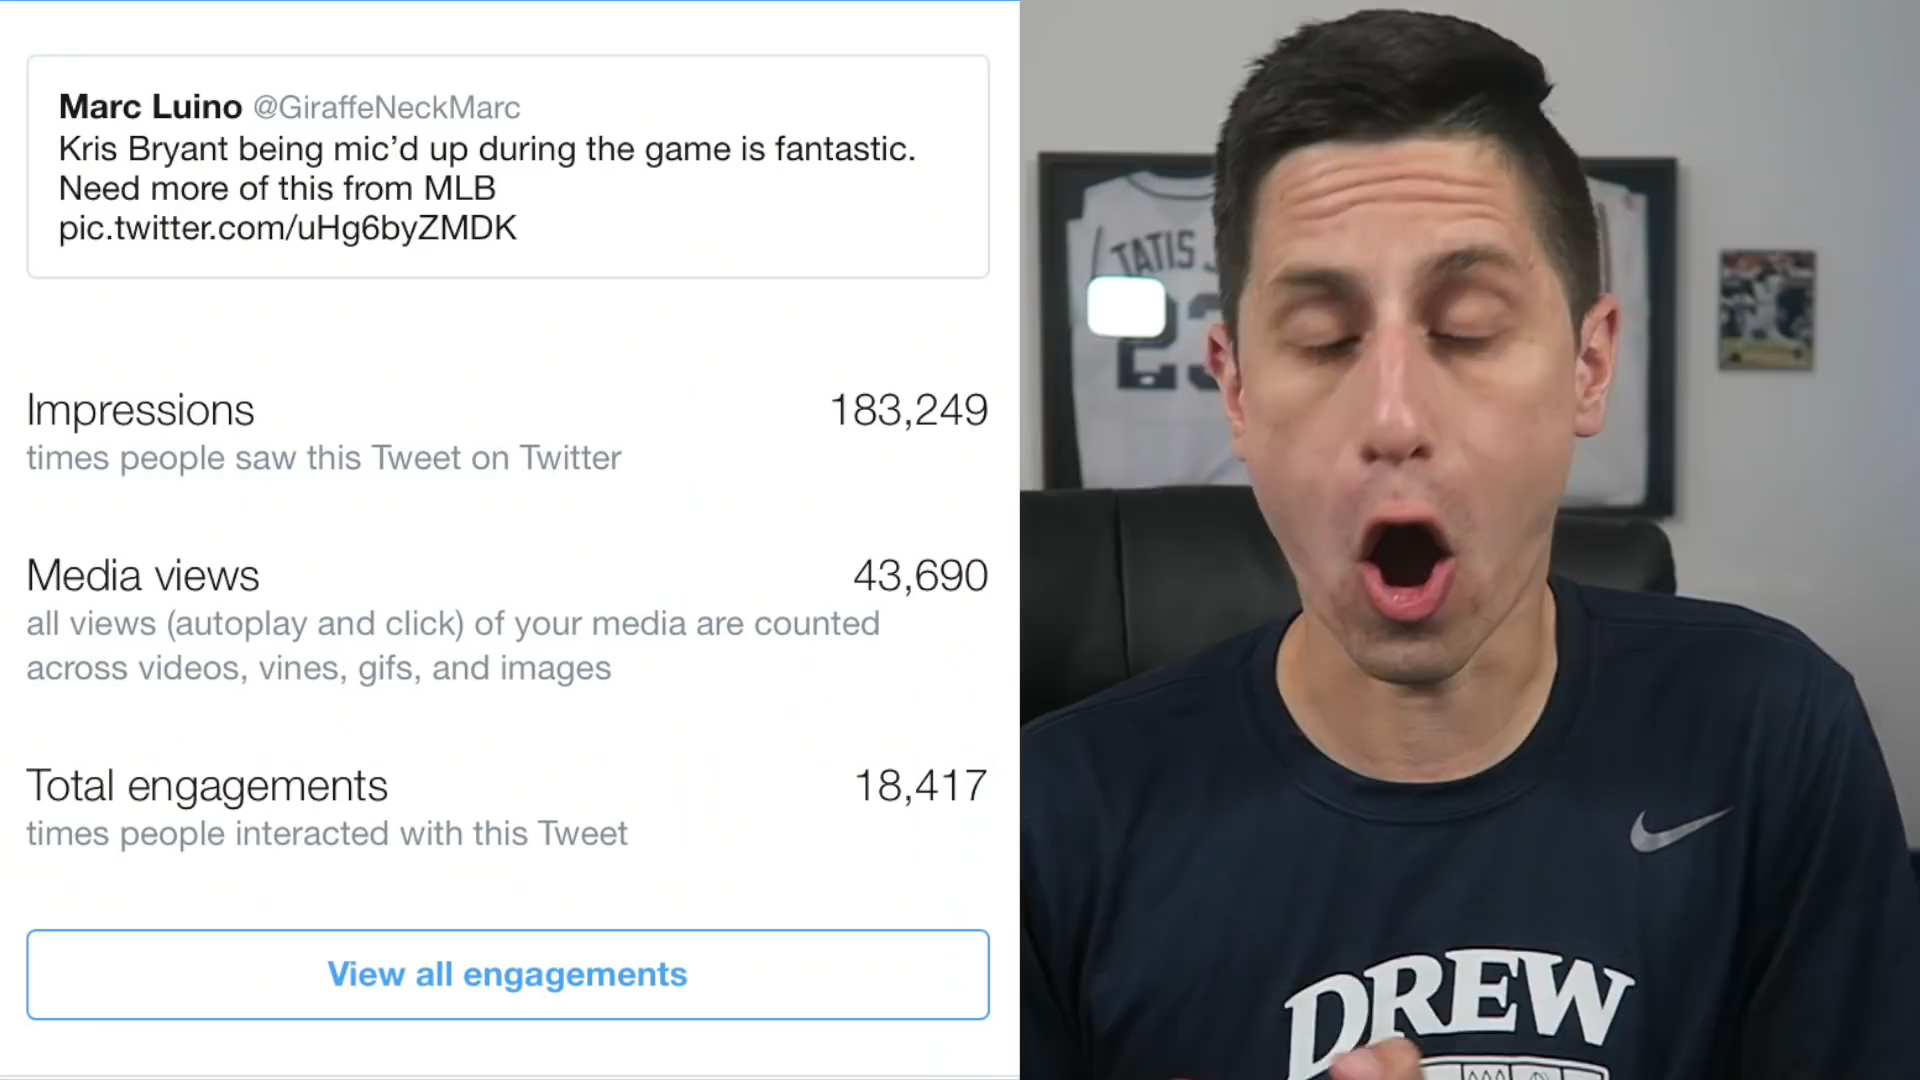 Marc Luino @GiraffeNeckMarc
Kris Bryant being mic’d up during the game is fantastic.
Need more of this from MLB
pic.twitter.com/uHg6byZMDK
Impressions 183,249
times people saw this Tweet on Twitter
Media views 43,690
all views (autoplay and click) of your media are counted
across videos, vines, gifs, and images
Total engagements 18,417
times people interacted with this Tweet
View all engagements
TATIS J
23
DREW